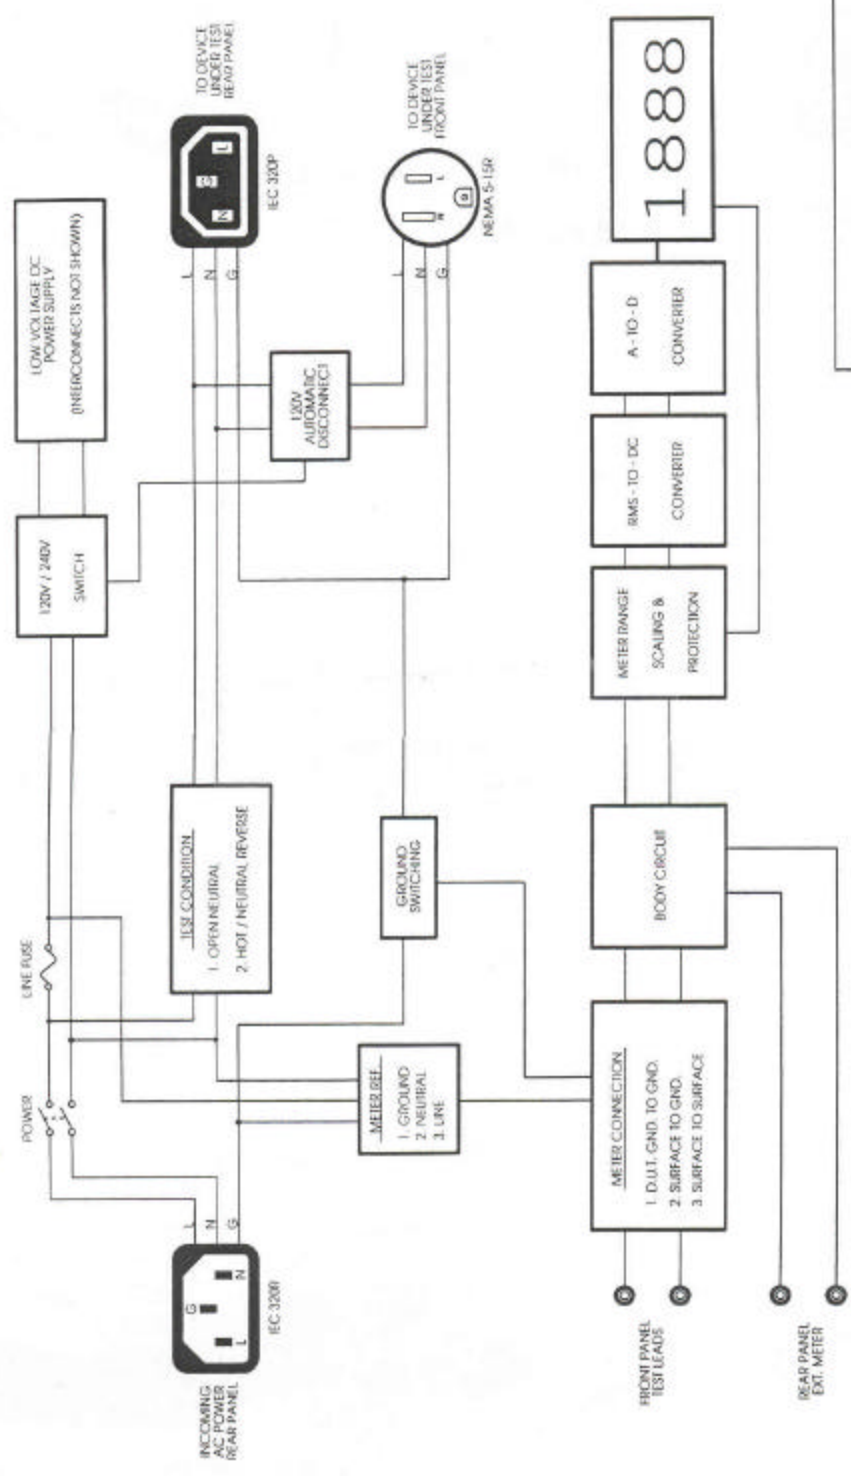 INCOMING
AC POWER
REAR PANEL
IEC 320R
L
G
N
L
N
G
POWER
LINE FUSE
120V / 240V
SWITCH
LOW VOLTAGE DC
POWER SUPPLY
(INTERCONNECTS NOT SHOWN)
TEST CONDITION
1. OPEN NEUTRAL
2. HOT / NEUTRAL REVERSE
L
N
G
N
G
L
IEC 320P
TO DEVICE
UNDER TEST
REAR PANEL
120V
AUTOMATIC
DISCONNECT
L
N
G
W
L
G
NEMA 5-15R
TO DEVICE
UNDER TEST
FRONT PANEL
METER REF.
1. GROUND
2. NEUTRAL
3. LINE
GROUND
SWITCHING
FRONT PANEL
TEST LEADS
REAR PANEL
EXT. METER
METER CONNECTION
1. D.U.T. GND. TO GND.
2. SURFACE TO GND.
3. SURFACE TO SURFACE
BODY CIRCUIT
METER RANGE
SCALING &
PROTECTION
RMS - TO - DC
CONVERTER
A - TO - D
CONVERTER
1888